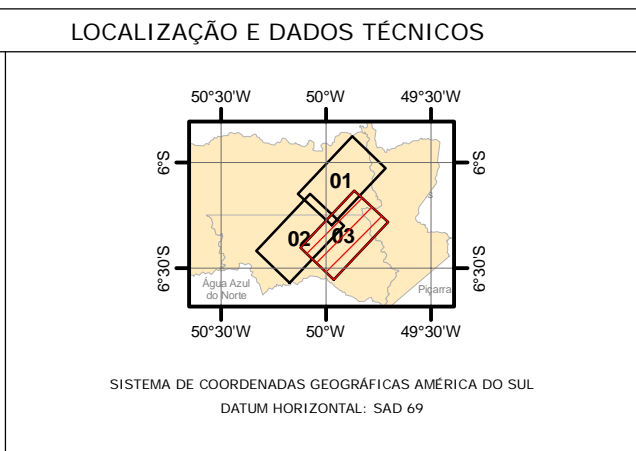 LOCALIZAÇÃO E DADOS TÉCNICOS
50°30'W 50°W 49°30'W
6°S 6°S
01
02 03
6°30'S 6°30'S
Água Azul
do Norte
Piçarra
50°30'W 50°W 49°30'W
SISTEMA DE COORDENADAS GEOGRÁFICAS AMÉRICA DO SUL
DATUM HORIZONTAL: SAD 69